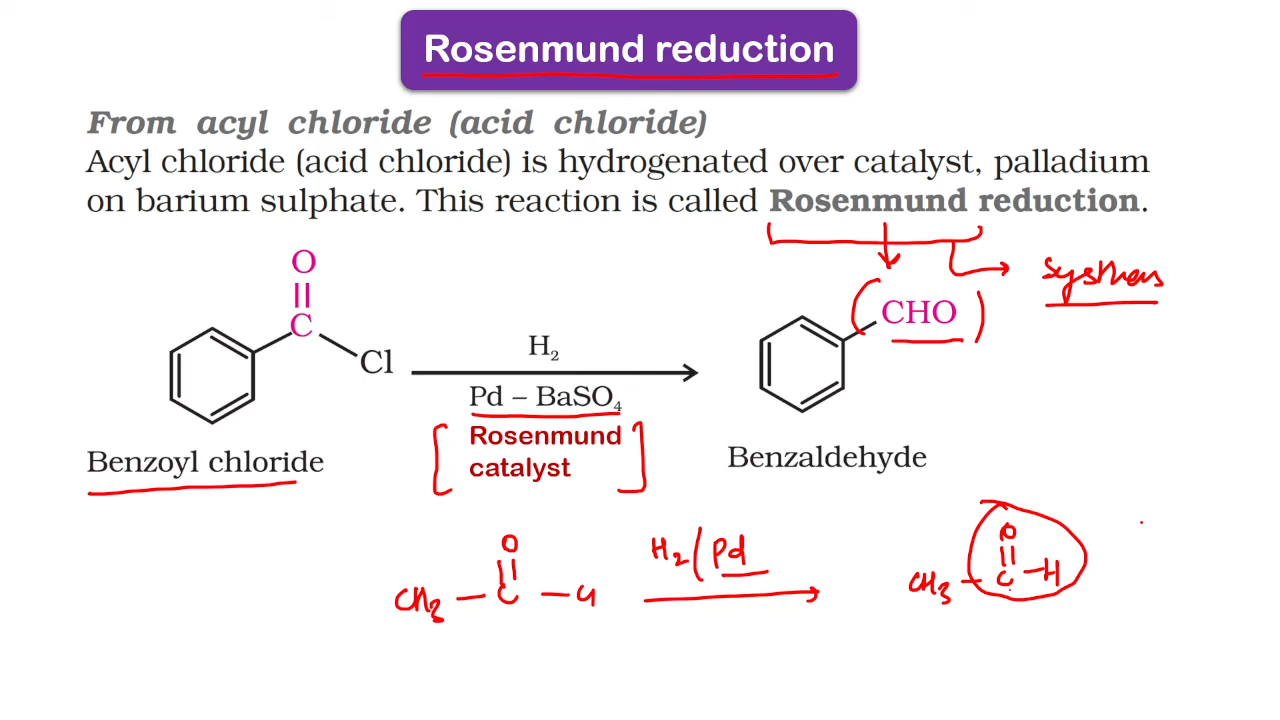 Rosenmund reduction
From acyl chloride (acid chloride)
Acyl chloride (acid chloride) is hydrogenated over catalyst, palladium
on barium sulphate. This reaction is called Rosenmund reduction.
O
C
Cl
H₂
Pd – BaSO₄
Rosenmund
catalyst
(CHO)
Benzoyl chloride
Benzaldehyde
O
CH₃ – C – Cl
H₂ / Pd
O
CH₃ – C – H